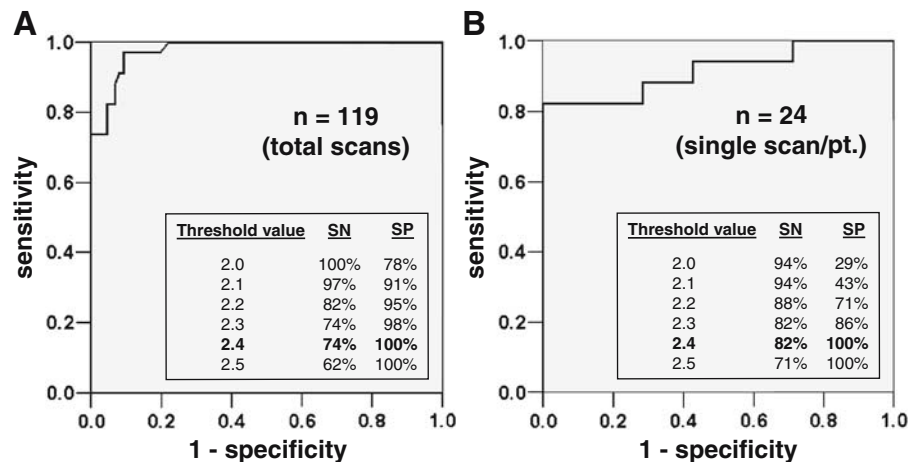 A
1.0
0.8
0.6
0.4
0.2
0.0
sensitivity
n = 119
(total scans)
Threshold value SN SP
2.0 100% 78%
2.1 97% 91%
2.2 82% 95%
2.3 74% 98%
2.4 74% 100%
2.5 62% 100%
0.0 0.2 0.4 0.6 0.8 1.0
1 - specificity
B
1.0
0.8
0.6
0.4
0.2
0.0
sensitivity
n = 24
(single scan/pt.)
Threshold value SN SP
2.0 94% 29%
2.1 94% 43%
2.2 88% 71%
2.3 82% 86%
2.4 82% 100%
2.5 71% 100%
0.0 0.2 0.4 0.6 0.8 1.0
1 - specificity